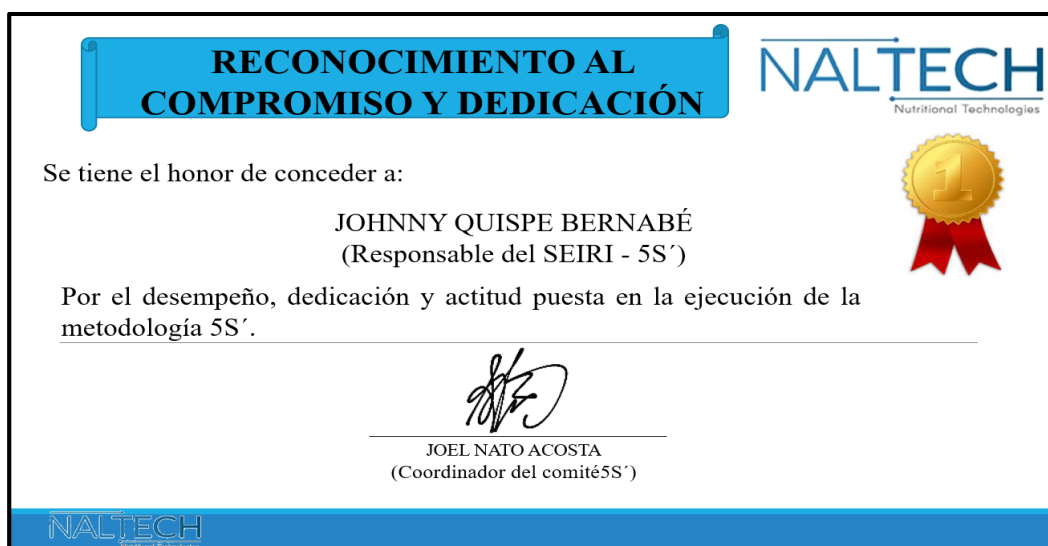 RECONOCIMIENTO AL
COMPROMISO Y DEDICACIÓN
NALTECH
Nutritional Technologies
1
Se tiene el honor de conceder a:
JOHNNY QUISPE BERNABÉ
(Responsable del SEIRI - 5S´)
Por el desempeño, dedicación y actitud puesta en la ejecución de la
metodología 5S´.
JOEL NATO ACOSTA
(Coordinador del comité5S´)
NALTECH